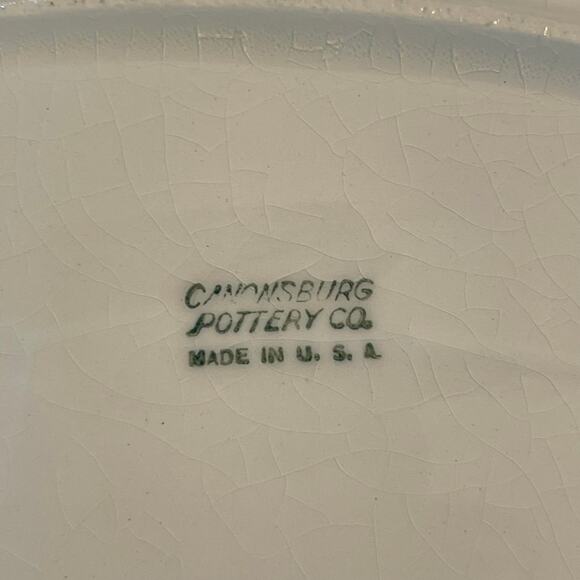 CANONSBURG
POTTERY CO.
MADE IN U. S. A.